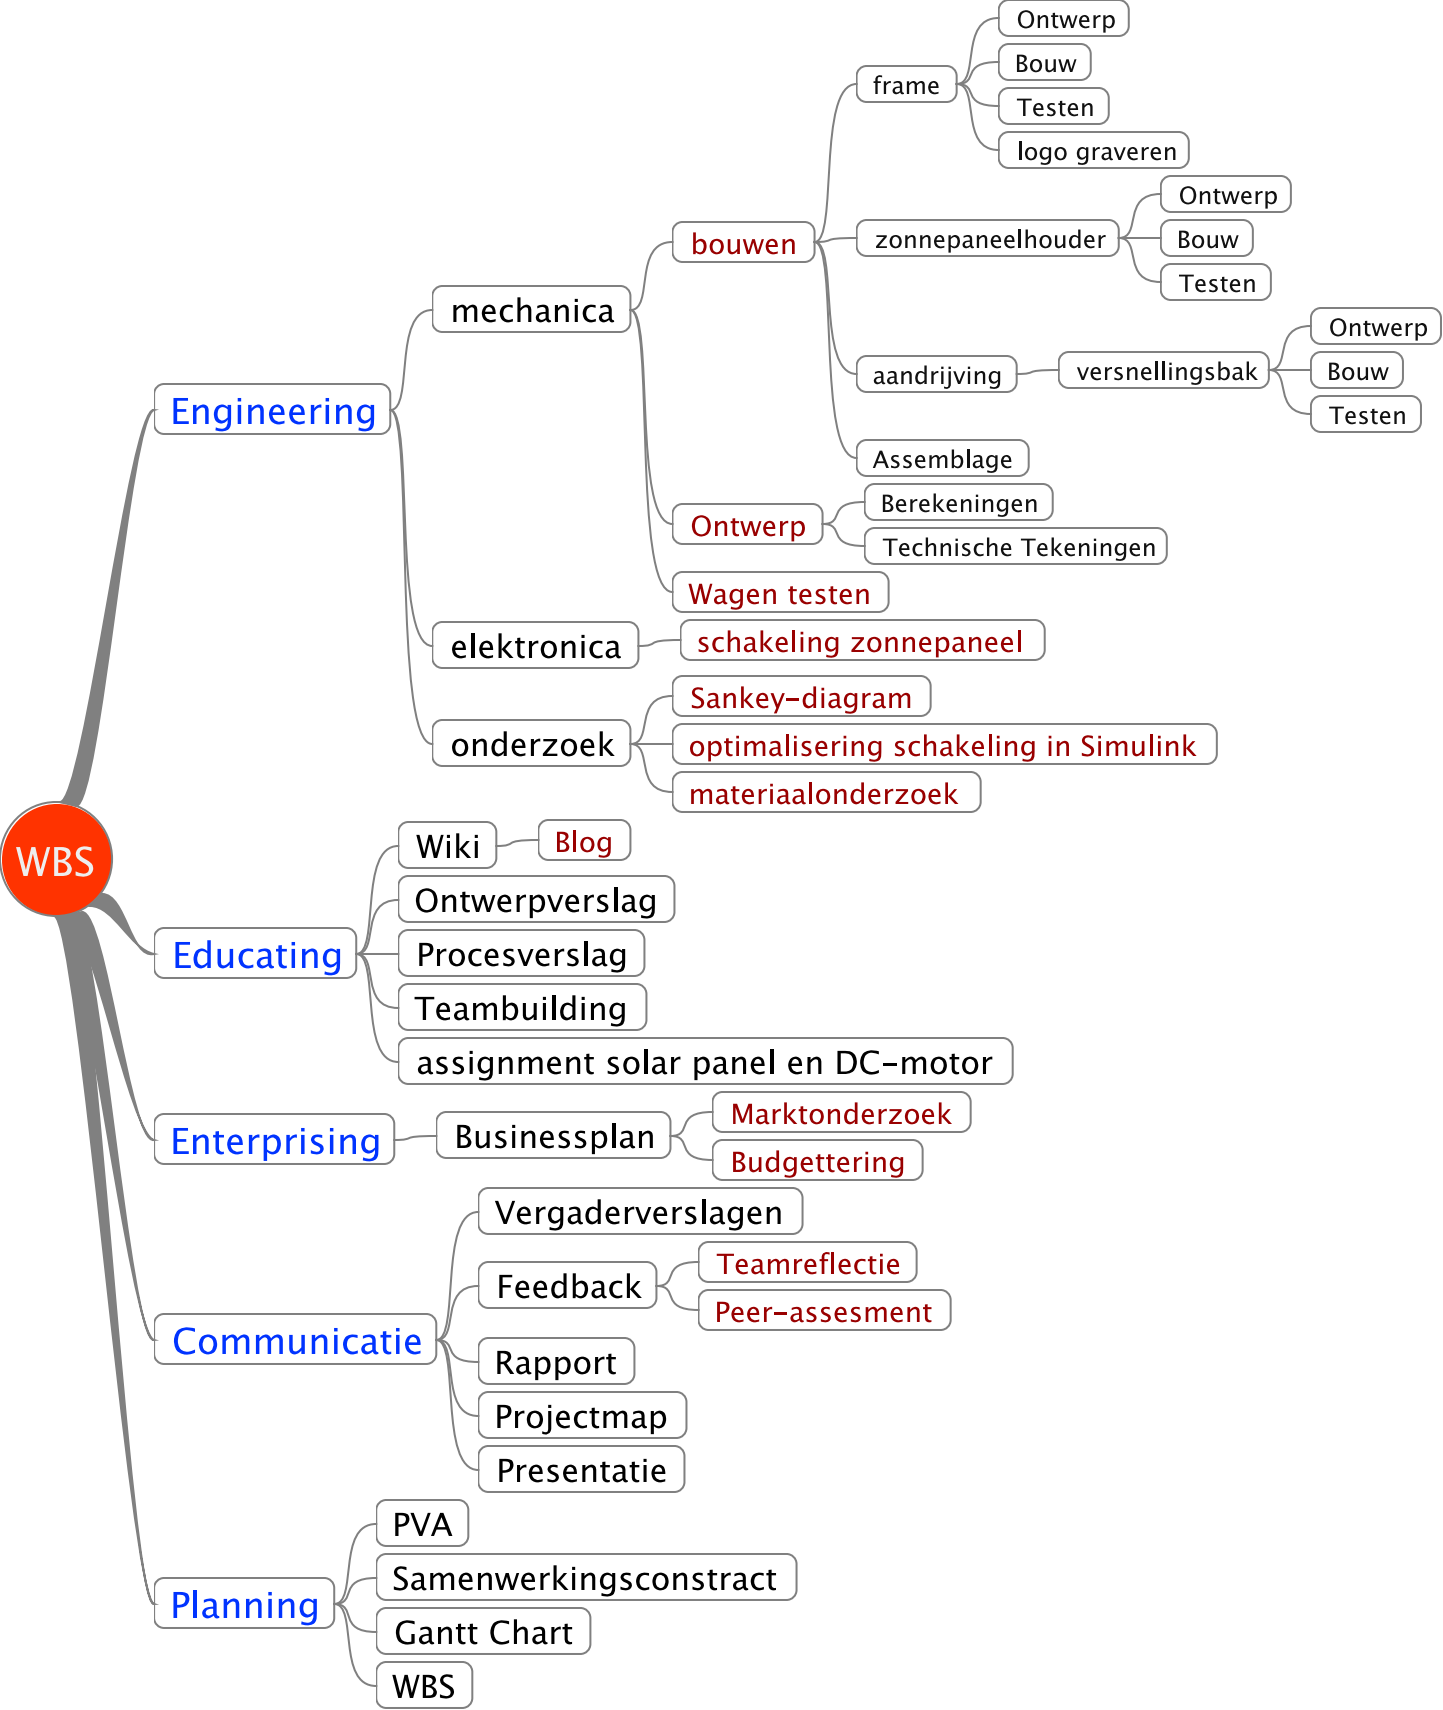 WBS
Engineering
mechanica
bouwen
frame
Ontwerp
Bouw
Testen
logo graveren
zonnepaneelhouder
Ontwerp
Bouw
Testen
aandrijving
versnellingsbak
Ontwerp
Bouw
Testen
Assemblage
Ontwerp
Berekeningen
Technische Tekeningen
Wagen testen
elektronica
schakeling zonnepaneel
onderzoek
Sankey-diagram
optimalisering schakeling in Simulink
materiaalonderzoek
Educating
Wiki
Blog
Ontwerpverslag
Procesverslag
Teambuilding
assignment solar panel en DC-motor
Enterprising
Businessplan
Marktonderzoek
Budgettering
Communicatie
Vergaderverslagen
Feedback
Teamreflectie
Peer-assesment
Rapport
Projectmap
Presentatie
Planning
PVA
Samenwerkingsconstract
Gantt Chart
WBS